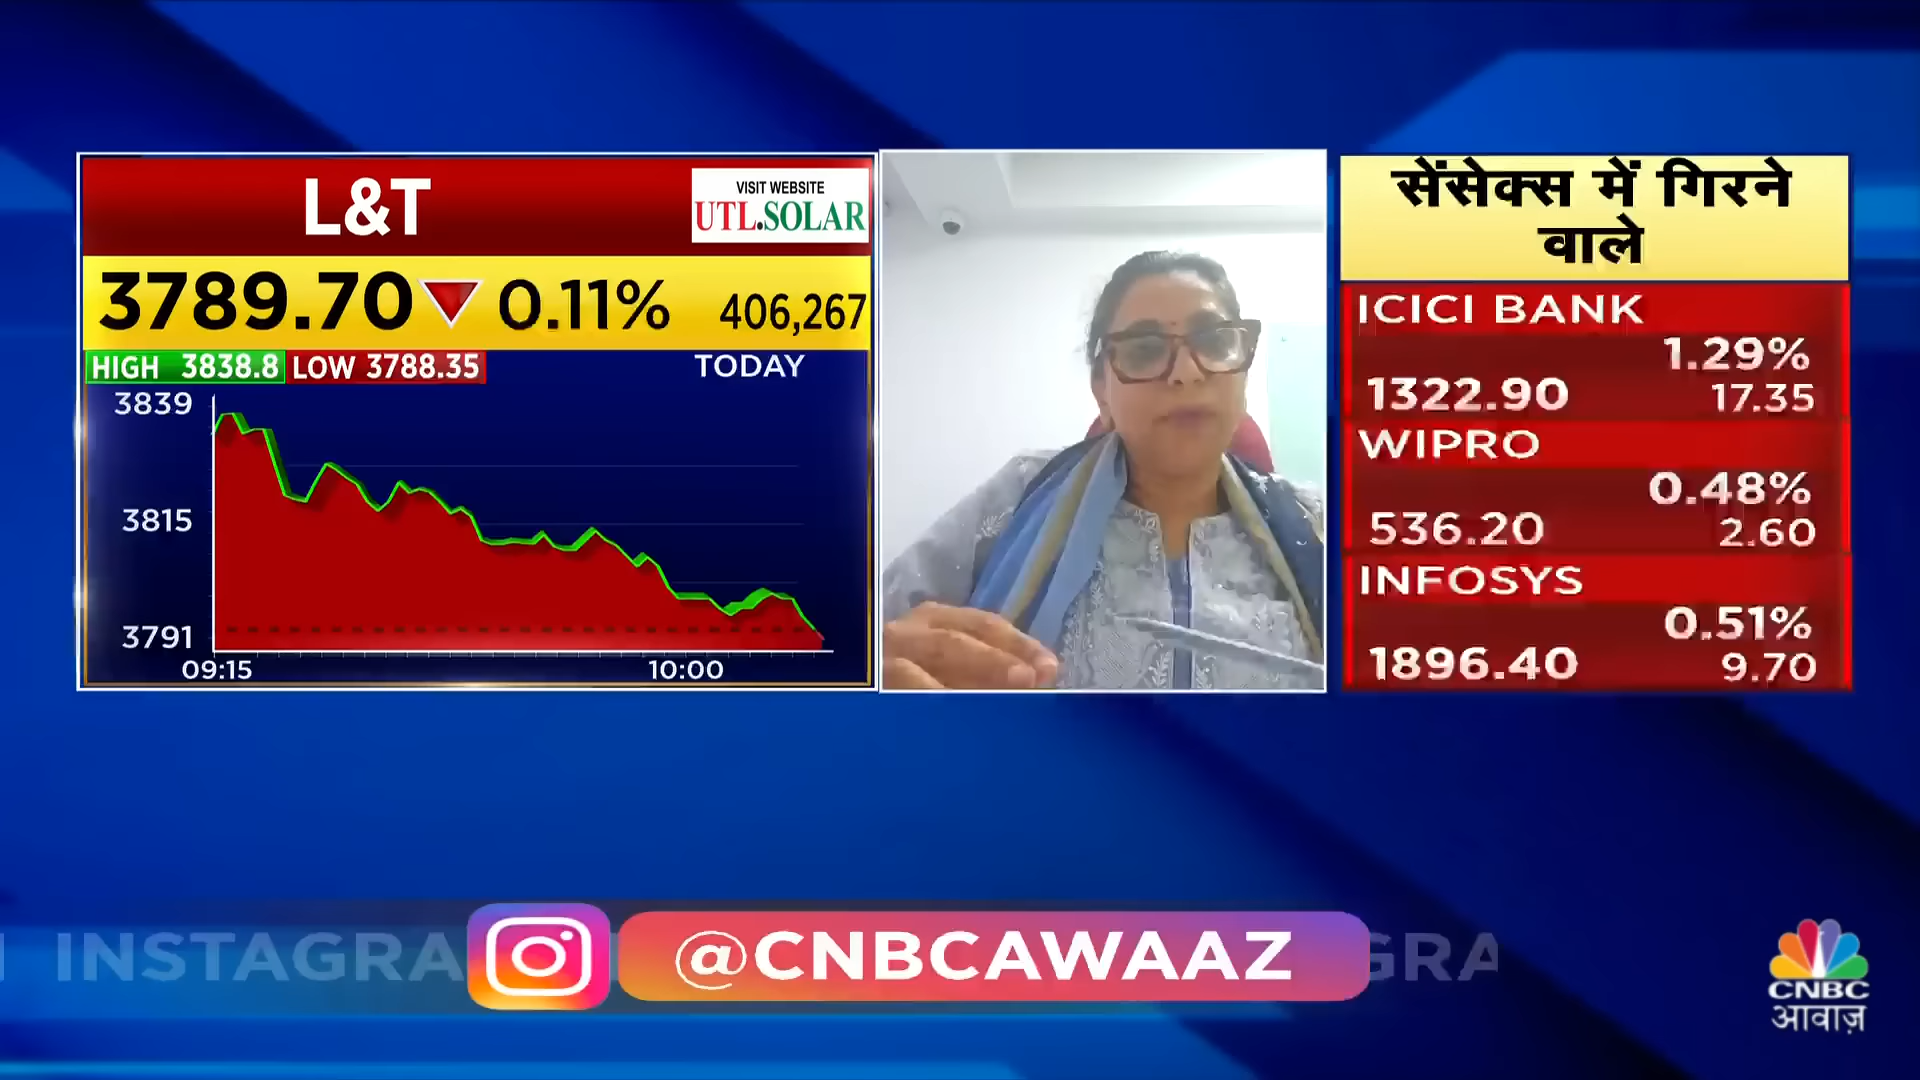 L&T
VISIT WEBSITE
UTL.SOLAR
3789.70 0.11% 406,267
HIGH 3838.8 LOW 3788.35 TODAY
3839
3815
3791
09:15 10:00
सेंसेक्स में गिरने
वाले
ICICI BANK
1.29%
1322.90 17.35
WIPRO
0.48%
536.20 2.60
INFOSYS
0.51%
1896.40 9.70
INSTAGRA @CNBCAWAAZ GRA
CNBC
आवाज़